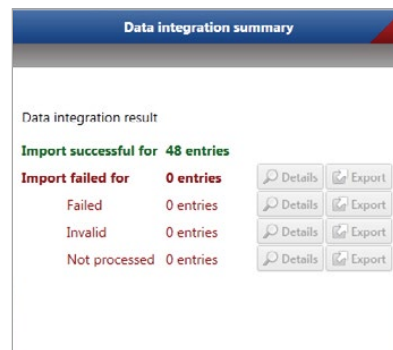 Data integration summary
Data integration result
Import successful for 48 entries
Import failed for 0 entries Details Export
Failed 0 entries Details Export
Invalid 0 entries Details Export
Not processed 0 entries Details Export